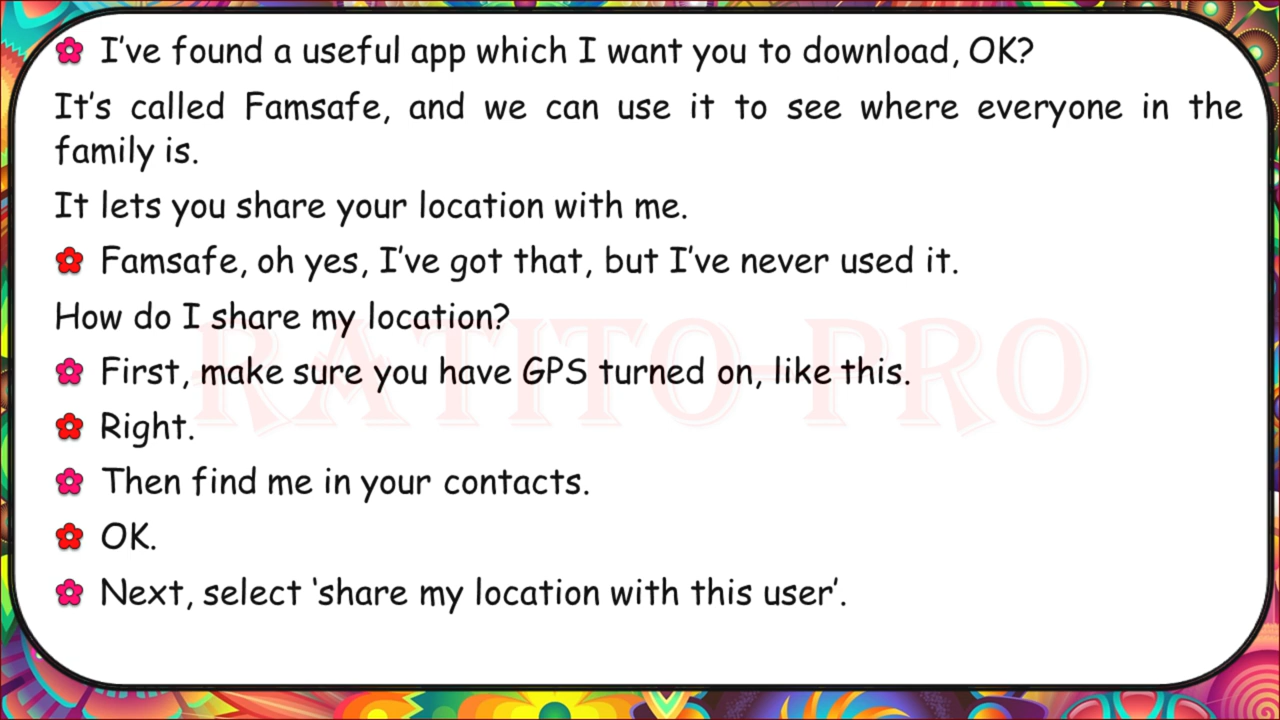 I’ve found a useful app which I want you to download, OK?
It’s called Famsafe, and we can use it to see where everyone in the
family is.
It lets you share your location with me.
Famsafe, oh yes, I’ve got that, but I’ve never used it.
How do I share my location?
RATITO PRO
First, make sure you have GPS turned on, like this.
Right.
Then find me in your contacts.
OK.
Next, select ‘share my location with this user’.